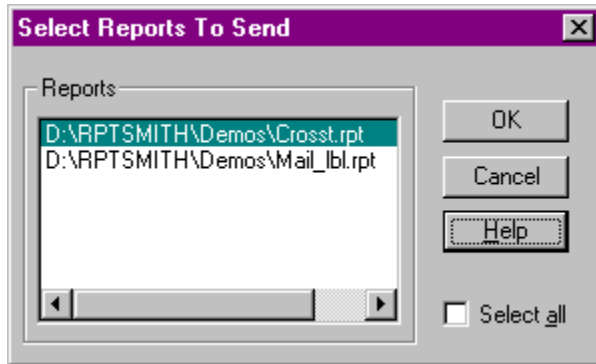 Select Reports To Send
Reports
D:\RPTSMITH\Demos\Crosst.rpt
D:\RPTSMITH\Demos\Mail_lbl.rpt
OK
Cancel
Help
Select all